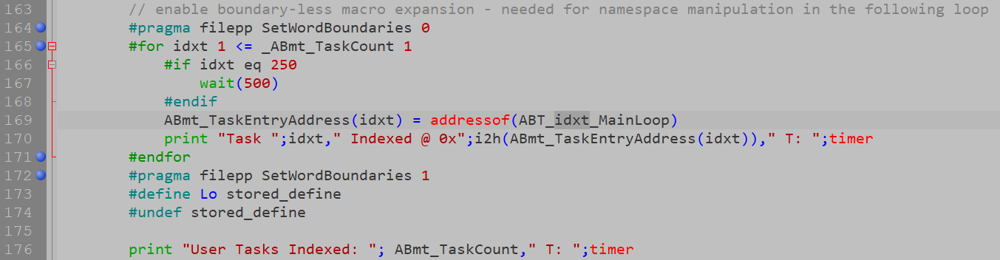 163 // enable boundary-less macro expansion - needed for namespace manipulation in the following loop
164 #pragma filepp SetWordBoundaries 0
165 #for idxt 1 <= _ABmt_TaskCount 1
166 #if idxt eq 250
167 wait(500)
168 #endif
169 ABmt_TaskEntryAddress(idxt) = addressof(ABT_idxt_MainLoop)
170 print "Task ";idxt," Indexed @ 0x";i2h(ABmt_TaskEntryAddress(idxt))," T: ";timer
171 #endfor
172 #pragma filepp SetWordBoundaries 1
173 #define Lo stored_define
174 #undef stored_define
175
176 print "User Tasks Indexed: "; ABmt_TaskCount," T: ";timer